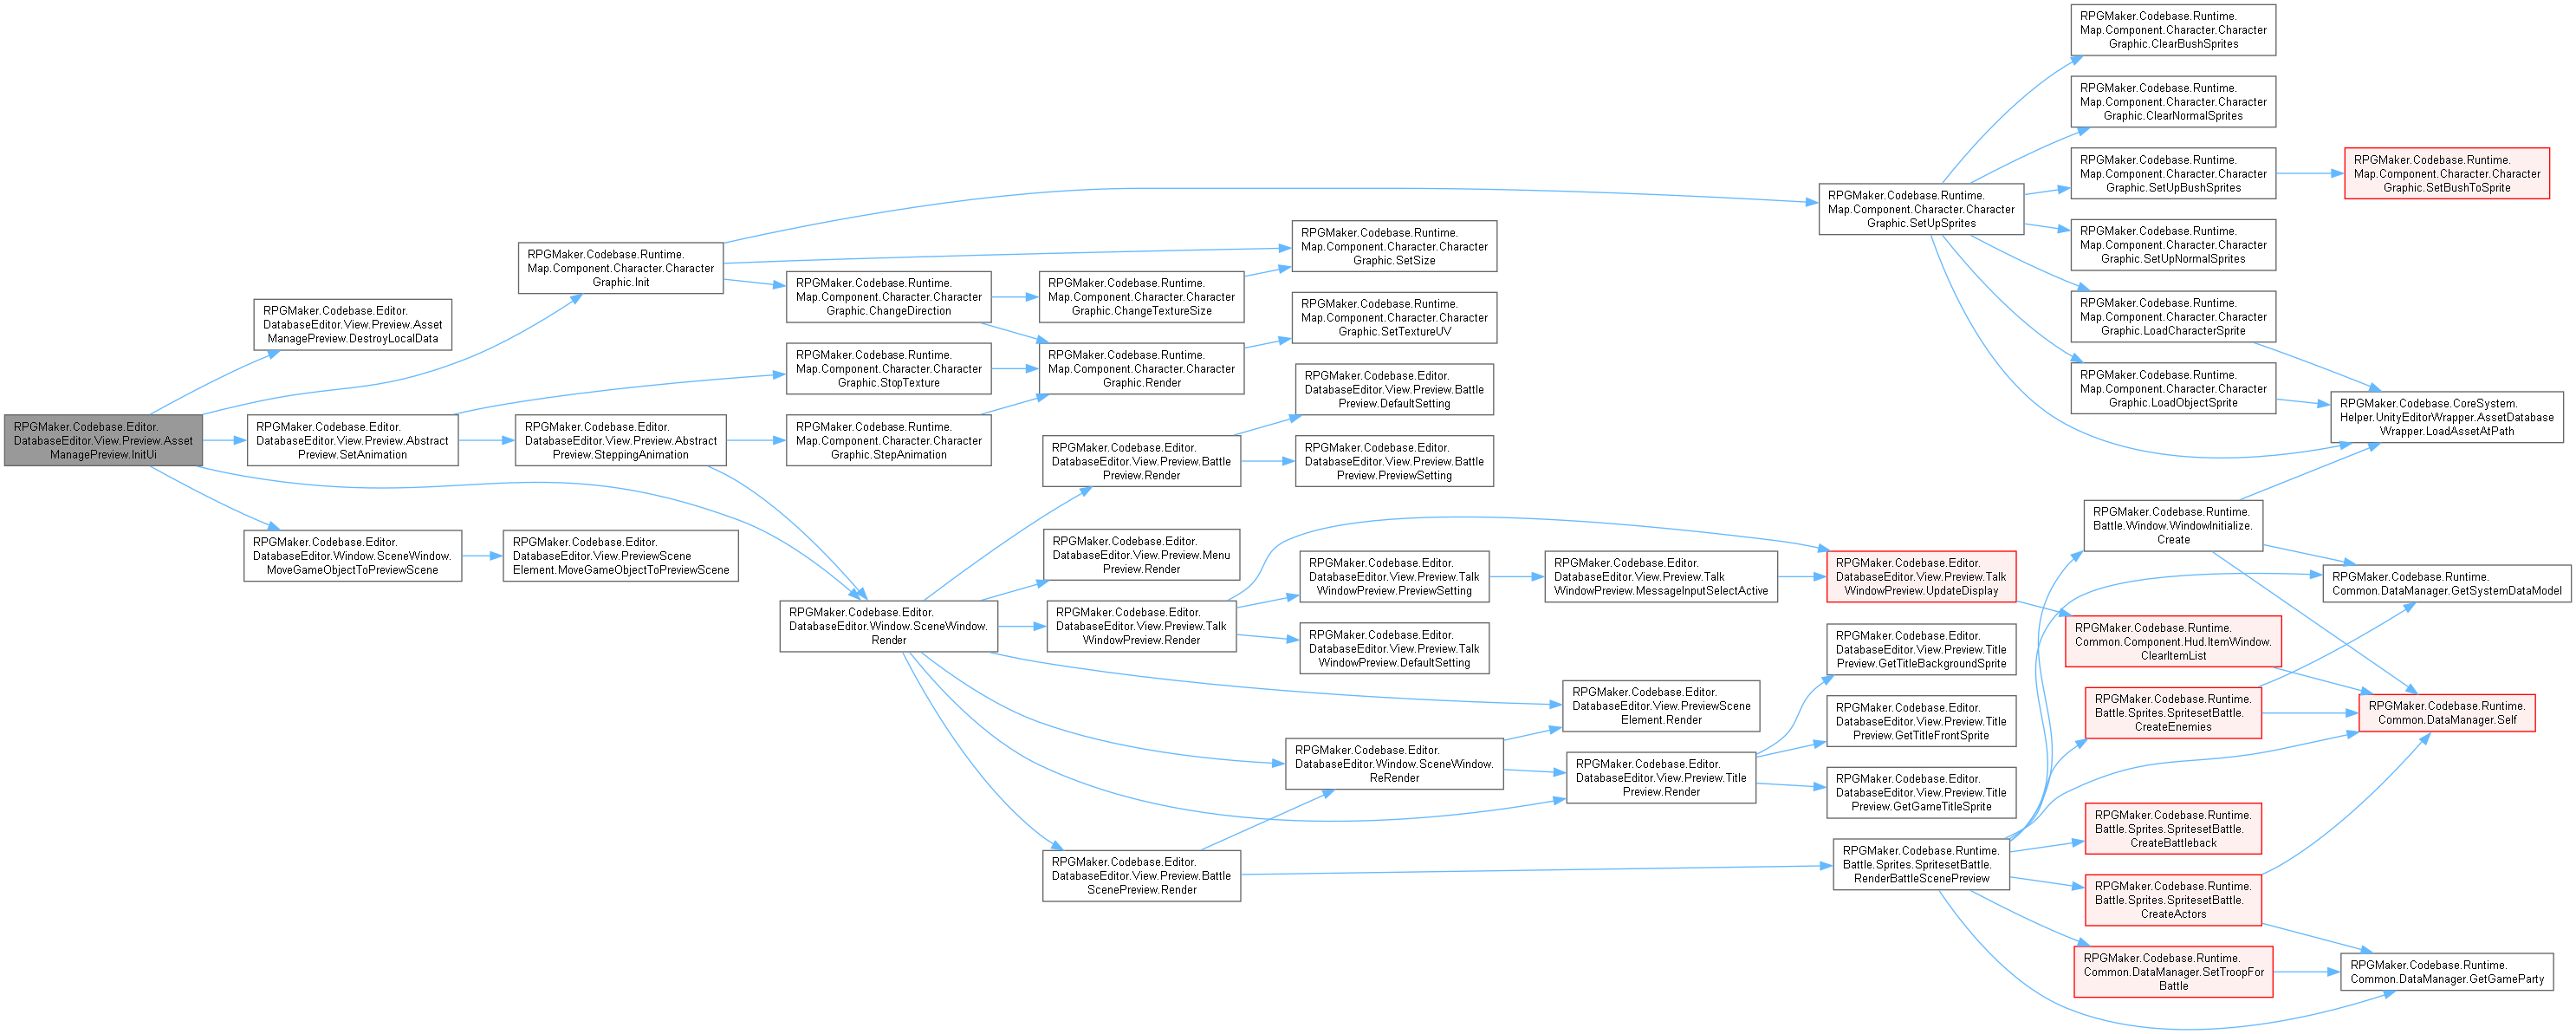 RPGMaker.Codebase.Editor.
DatabaseEditor.View.Preview.Asset
ManagePreview.InitUi
RPGMaker.Codebase.Editor.
DatabaseEditor.View.Preview.Asset
ManagePreview.DestroyLocalData
RPGMaker.Codebase.Editor.
DatabaseEditor.View.Preview.Abstract
Preview.SetAnimation
RPGMaker.Codebase.Editor.
DatabaseEditor.Window.SceneWindow.
MoveGameObjectToPreviewScene
RPGMaker.Codebase.Runtime.
Map.Component.Character.Character
Graphic.Init
RPGMaker.Codebase.Editor.
DatabaseEditor.View.Preview.Abstract
Preview.SteppingAnimation
RPGMaker.Codebase.Editor.
DatabaseEditor.View.PreviewScene
Element.MoveGameObjectToPreviewScene
RPGMaker.Codebase.Runtime.
Map.Component.Character.Character
Graphic.ChangeDirection
RPGMaker.Codebase.Runtime.
Map.Component.Character.Character
Graphic.StopTexture
RPGMaker.Codebase.Runtime.
Map.Component.Character.Character
Graphic.StepAnimation
RPGMaker.Codebase.Editor.
DatabaseEditor.Window.SceneWindow.
Render
RPGMaker.Codebase.Runtime.
Map.Component.Character.Character
Graphic.ChangeTextureSize
RPGMaker.Codebase.Runtime.
Map.Component.Character.Character
Graphic.Render
RPGMaker.Codebase.Editor.
DatabaseEditor.View.Preview.Battle
Preview.Render
RPGMaker.Codebase.Editor.
DatabaseEditor.View.Preview.Menu
Preview.Render
RPGMaker.Codebase.Editor.
DatabaseEditor.View.Preview.Talk
WindowPreview.Render
RPGMaker.Codebase.Editor.
DatabaseEditor.View.Preview.Battle
ScenePreview.Render
RPGMaker.Codebase.Runtime.
Map.Component.Character.Character
Graphic.SetSize
RPGMaker.Codebase.Runtime.
Map.Component.Character.Character
Graphic.SetTextureUV
RPGMaker.Codebase.Editor.
DatabaseEditor.View.Preview.Battle
Preview.DefaultSetting
RPGMaker.Codebase.Editor.
DatabaseEditor.View.Preview.Battle
Preview.PreviewSetting
RPGMaker.Codebase.Editor.
DatabaseEditor.View.Preview.Talk
WindowPreview.PreviewSetting
RPGMaker.Codebase.Editor.
DatabaseEditor.View.Preview.Talk
WindowPreview.DefaultSetting
RPGMaker.Codebase.Editor.
DatabaseEditor.Window.SceneWindow.
ReRender
RPGMaker.Codebase.Editor.
DatabaseEditor.View.Preview.Talk
WindowPreview.MessageInputSelectActive
RPGMaker.Codebase.Editor.
DatabaseEditor.View.PreviewScene
Element.Render
RPGMaker.Codebase.Editor.
DatabaseEditor.View.Preview.Title
Preview.Render
RPGMaker.Codebase.Runtime.
Map.Component.Character.Character
Graphic.SetUpSprites
RPGMaker.Codebase.Editor.
DatabaseEditor.View.Preview.Talk
WindowPreview.UpdateDisplay
RPGMaker.Codebase.Editor.
DatabaseEditor.View.Preview.Title
Preview.GetTitleBackgroundSprite
RPGMaker.Codebase.Editor.
DatabaseEditor.View.Preview.Title
Preview.GetTitleFrontSprite
RPGMaker.Codebase.Editor.
DatabaseEditor.View.Preview.Title
Preview.GetGameTitleSprite
RPGMaker.Codebase.Runtime.
Battle.Sprites.SpritesetBattle.
RenderBattleScenePreview
RPGMaker.Codebase.Runtime.
Map.Component.Character.Character
Graphic.ClearBushSprites
RPGMaker.Codebase.Runtime.
Map.Component.Character.Character
Graphic.ClearNormalSprites
RPGMaker.Codebase.Runtime.
Map.Component.Character.Character
Graphic.SetUpBushSprites
RPGMaker.Codebase.Runtime.
Map.Component.Character.Character
Graphic.SetUpNormalSprites
RPGMaker.Codebase.Runtime.
Map.Component.Character.Character
Graphic.LoadCharacterSprite
RPGMaker.Codebase.Runtime.
Map.Component.Character.Character
Graphic.LoadObjectSprite
RPGMaker.Codebase.Runtime.
Battle.Window.WindowInitialize.
Create
RPGMaker.Codebase.Runtime.
Common.Component.Hud.ItemWindow.
ClearItemList
RPGMaker.Codebase.Runtime.
Battle.Sprites.SpritesetBattle.
CreateEnemies
RPGMaker.Codebase.Runtime.
Battle.Sprites.SpritesetBattle.
CreateBattleback
RPGMaker.Codebase.Runtime.
Battle.Sprites.SpritesetBattle.
CreateActors
RPGMaker.Codebase.Runtime.
Common.DataManager.SetTroopFor
Battle
RPGMaker.Codebase.Runtime.
Map.Component.Character.Character
Graphic.SetBushToSprite
RPGMaker.Codebase.CoreSystem.
Helper.UnityEditorWrapper.AssetDatabase
Wrapper.LoadAssetAtPath
RPGMaker.Codebase.Runtime.
Common.DataManager.GetSystemDataModel
RPGMaker.Codebase.Runtime.
Common.DataManager.Self
RPGMaker.Codebase.Runtime.
Common.DataManager.GetGameParty